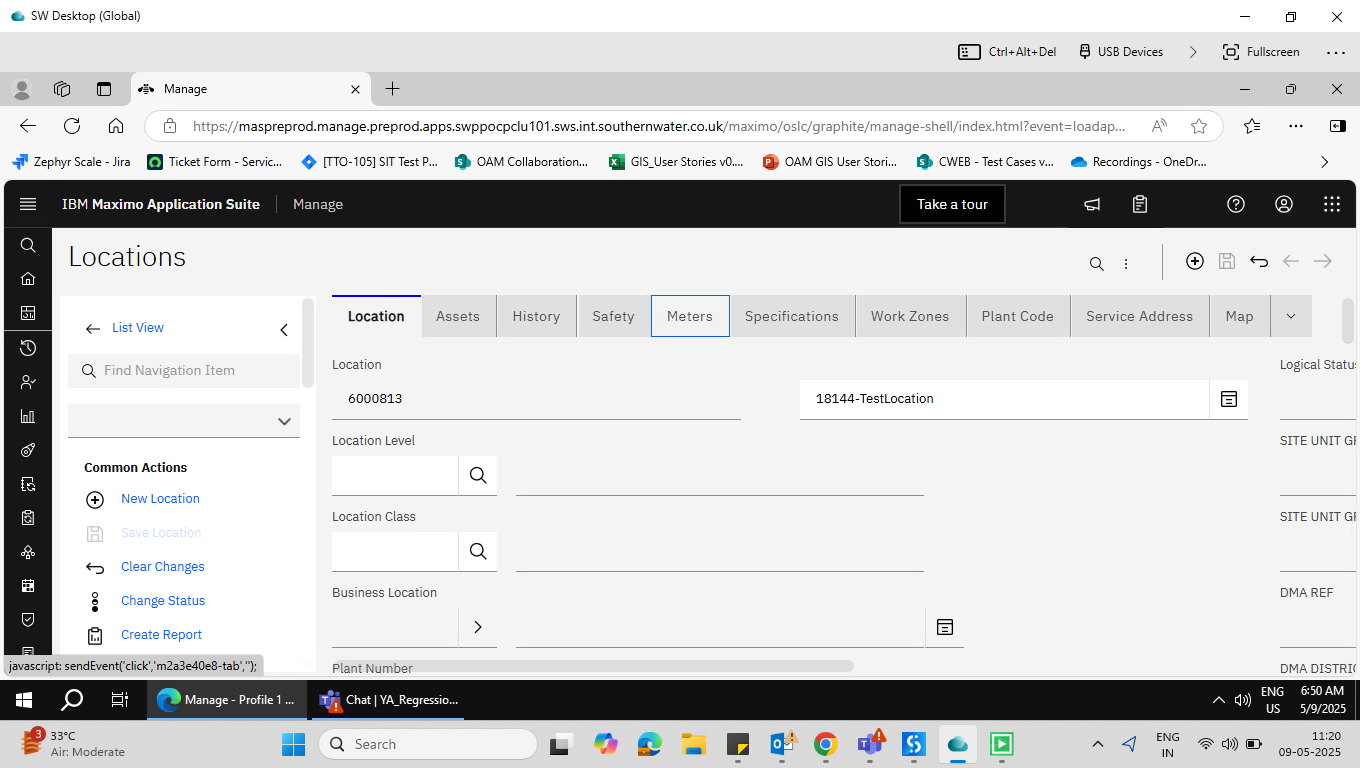 SW Desktop (Global)
Ctrl+Alt+Del
USB Devices
Fullscreen
Manage
https://maspreprod.manage.preprod.apps.swppocpclu101.sws.int.southernwater.co.uk/maximo/oslc/graphite/manage-shell/index.html?event=loadap...
Zephyr Scale - Jira
Ticket Form - Servic...
[TTO-105] SIT Test P...
OAM Collaboration...
GIS_User Stories v0....
OAM GIS User Stori...
CWEB - Test Cases v...
Recordings - OneDr...
IBM Maximo Application Suite
Manage
Take a tour
Locations
List View
Find Navigation Item
Common Actions
New Location
Save Location
Clear Changes
Change Status
Create Report
Location
Assets
History
Safety
Meters
Specifications
Work Zones
Plant Code
Service Address
Map
Location
6000813
18144-TestLocation
Logical Status
Location Level
SITE UNIT GR
Location Class
SITE UNIT GR
Business Location
DMA REF
Plant Number
DMA DISTRIC
javascript: sendEvent('click','m2a3e40e8-tab','');
Manage - Profile 1 ...
Chat | YA_Regressio...
ENG
US
6:50 AM
5/9/2025
3
33°C
Air: Moderate
Search
ENG
IN
11:20
09-05-2025